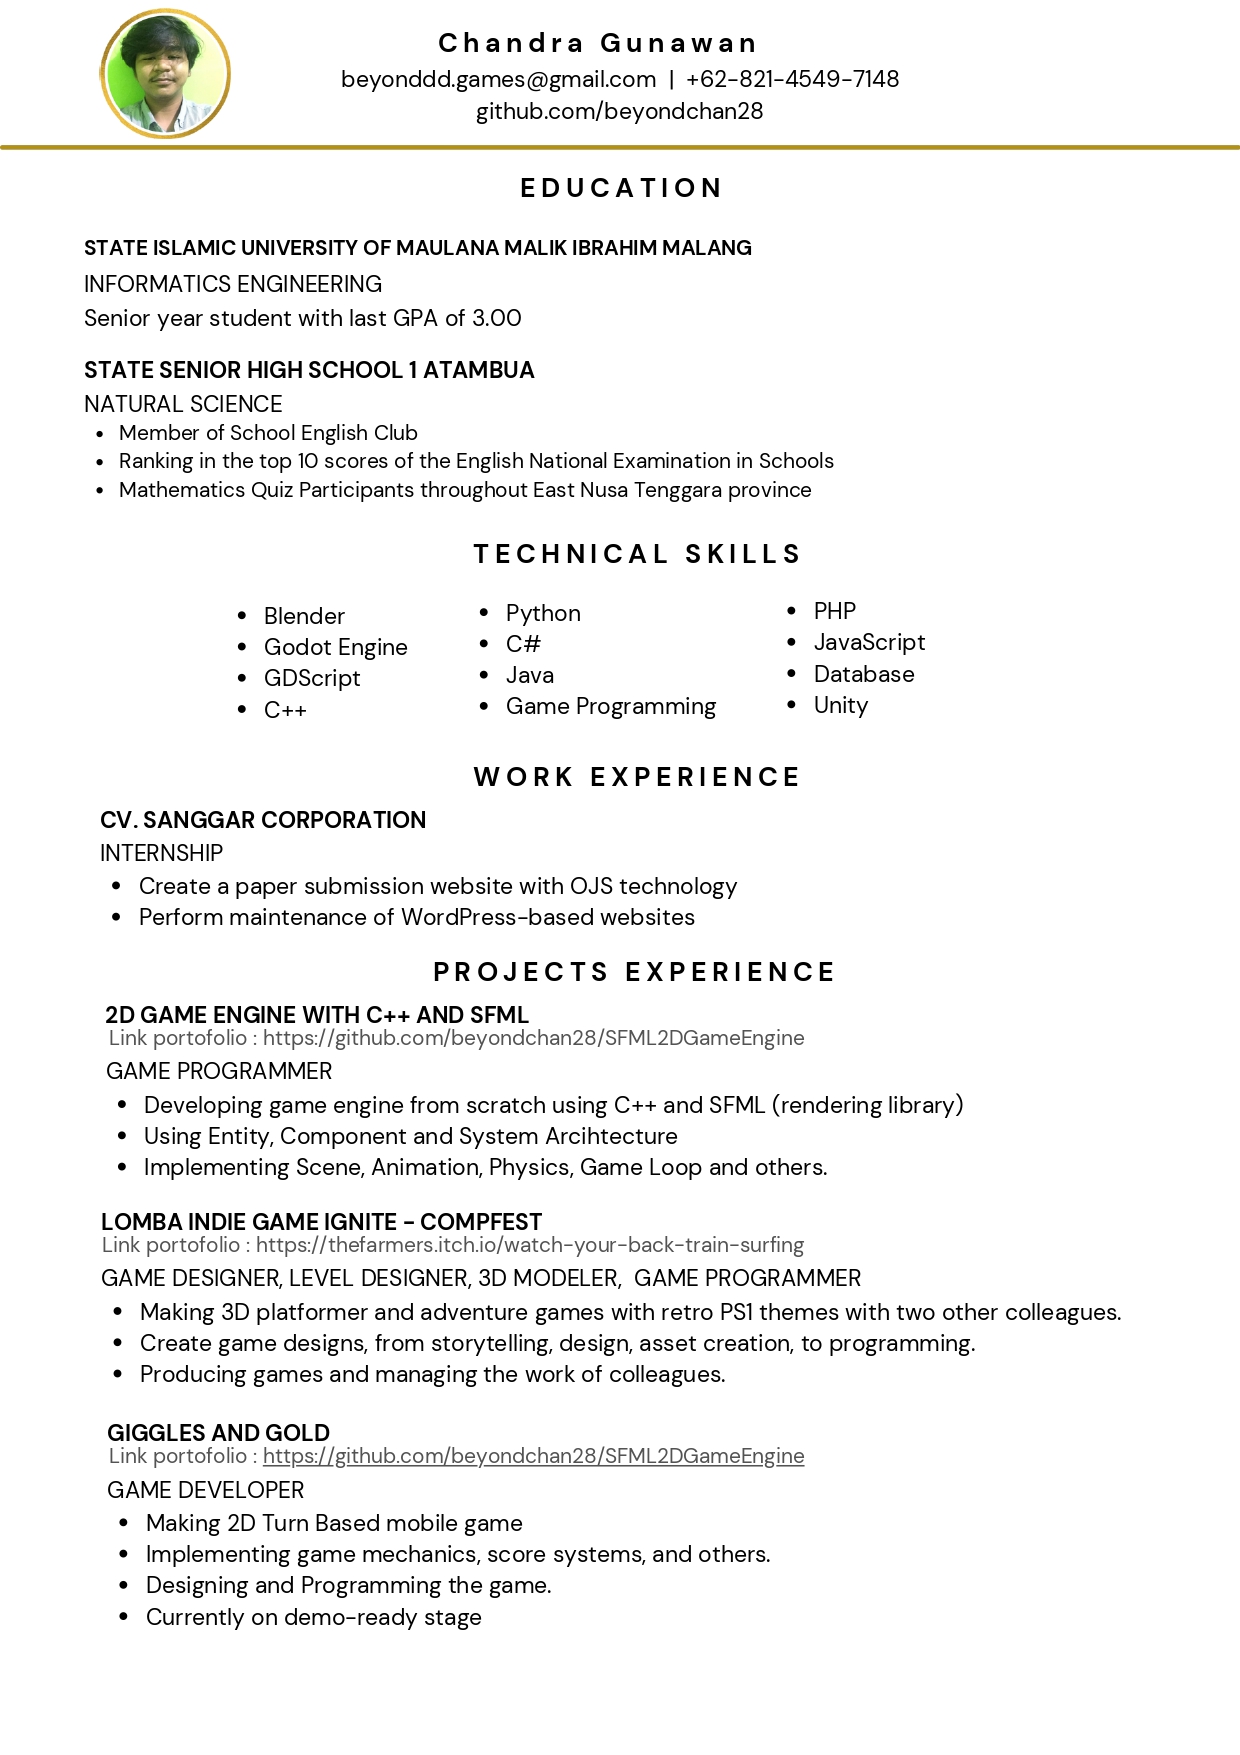 Chandra Gunawan
beyonddd.games@gmail.com | +62-821-4549-7148
github.com/beyondchan28
EDUCATION
STATE ISLAMIC UNIVERSITY OF MAULANA MALIK IBRAHIM MALANG
INFORMATICS ENGINEERING
Senior year student with last GPA of 3.00
STATE SENIOR HIGH SCHOOL 1 ATAMBUA
NATURAL SCIENCE
• Member of School English Club
• Ranking in the top 10 scores of the English National Examination in Schools
• Mathematics Quiz Participants throughout East Nusa Tenggara province
TECHNICAL SKILLS
• Blender
• Godot Engine
• GDScript
• C++
• Python
• C#
• Java
• Game Programming
• PHP
• JavaScript
• Database
• Unity
WORK EXPERIENCE
CV. SANGGAR CORPORATION
INTERNSHIP
• Create a paper submission website with OJS technology
• Perform maintenance of WordPress-based websites
PROJECTS EXPERIENCE
2D GAME ENGINE WITH C++ AND SFML
Link portofolio : https://github.com/beyondchan28/SFML2DGameEngine
GAME PROGRAMMER
• Developing game engine from scratch using C++ and SFML (rendering library)
• Using Entity, Component and System Arcihtecture
• Implementing Scene, Animation, Physics, Game Loop and others.
LOMBA INDIE GAME IGNITE - COMPFEST
Link portofolio : https://thefarmers.itch.io/watch-your-back-train-surfing
GAME DESIGNER, LEVEL DESIGNER, 3D MODELER, GAME PROGRAMMER
• Making 3D platformer and adventure games with retro PS1 themes with two other colleagues.
• Create game designs, from storytelling, design, asset creation, to programming.
• Producing games and managing the work of colleagues.
GIGGLES AND GOLD
Link portofolio : https://github.com/beyondchan28/SFML2DGameEngine
GAME DEVELOPER
• Making 2D Turn Based mobile game
• Implementing game mechanics, score systems, and others.
• Designing and Programming the game.
• Currently on demo-ready stage